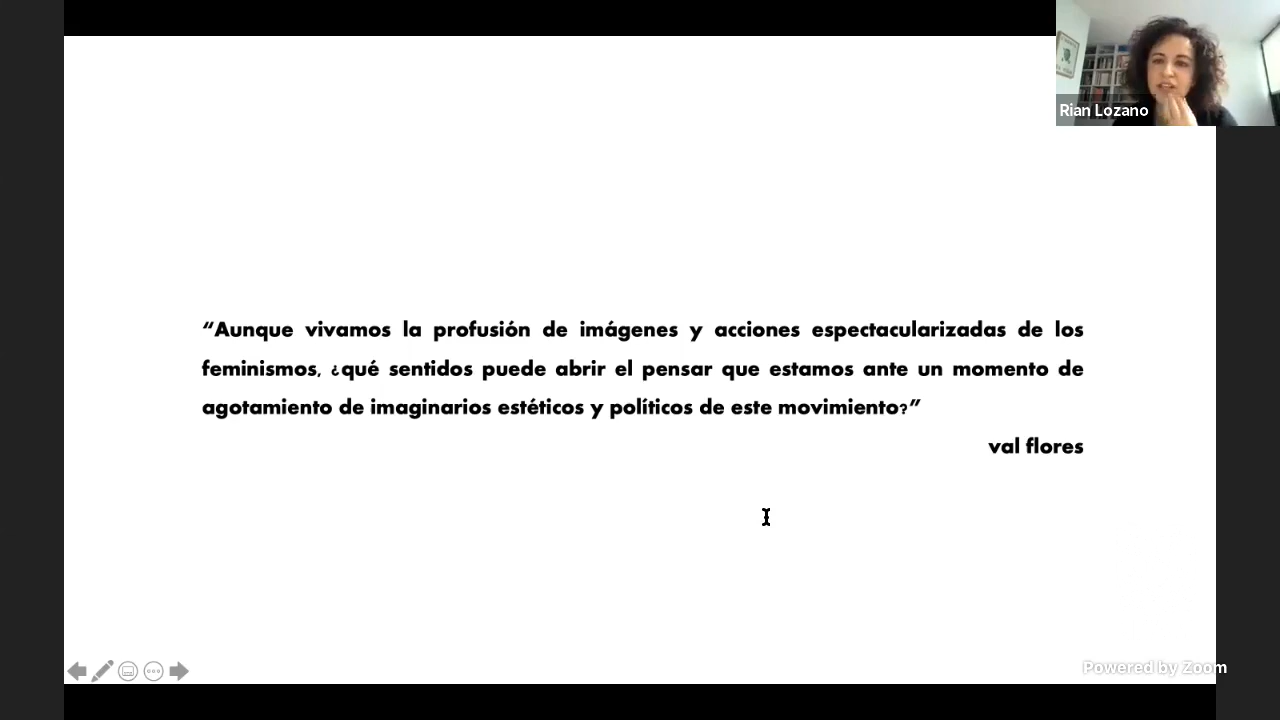 Rian Lozano
“Aunque vivamos la profusión de imágenes y acciones espectacularizadas de los
feminismos, ¿qué sentidos puede abrir el pensar que estamos ante un momento de
agotamiento de imaginarios estéticos y políticos de este movimiento?”
val flores
Powered by Zoom